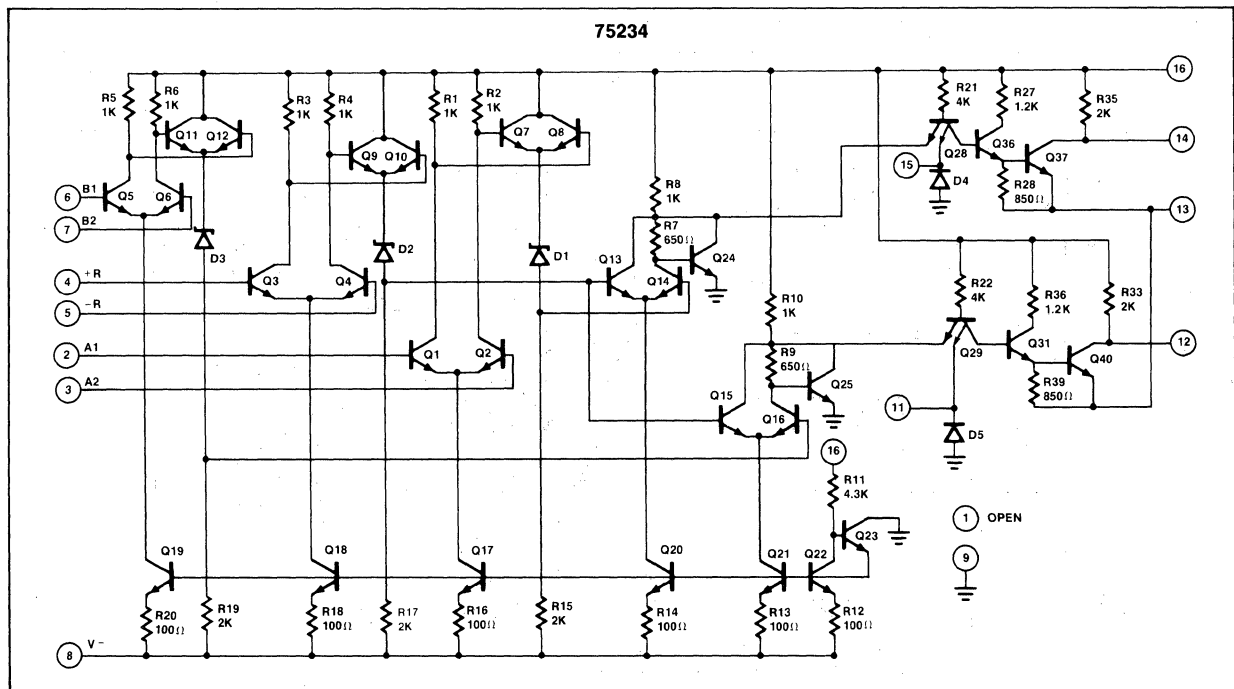 75234
16
R5
1K
R6
1K
R3
1K
R4
1K
R1
1K
R2
1K
R21
4K
R27
1.2K
R35
2K
Q11
Q12
Q9
Q10
Q7
Q8
Q28
Q36
Q37
14
15
D4
R28
850Ω
13
6
B1
7
B2
Q5
Q6
D3
D2
D1
R8
1K
R7
650Ω
Q24
4
+R
5
−R
Q3
Q4
Q13
Q14
R22
4K
R36
1.2K
R33
2K
R10
1K
2
A1
3
A2
Q1
Q2
R9
650Ω
Q25
Q29
Q31
Q40
12
R39
850Ω
Q15
Q16
11
D5
16
R11
4.3K
1
OPEN
Q19
Q18
Q17
Q20
Q21
Q22
Q23
9
R20
100Ω
R19
2K
R18
100Ω
R17
2K
R16
100Ω
R15
2K
R14
100Ω
R13
100Ω
R12
100Ω
8
V−